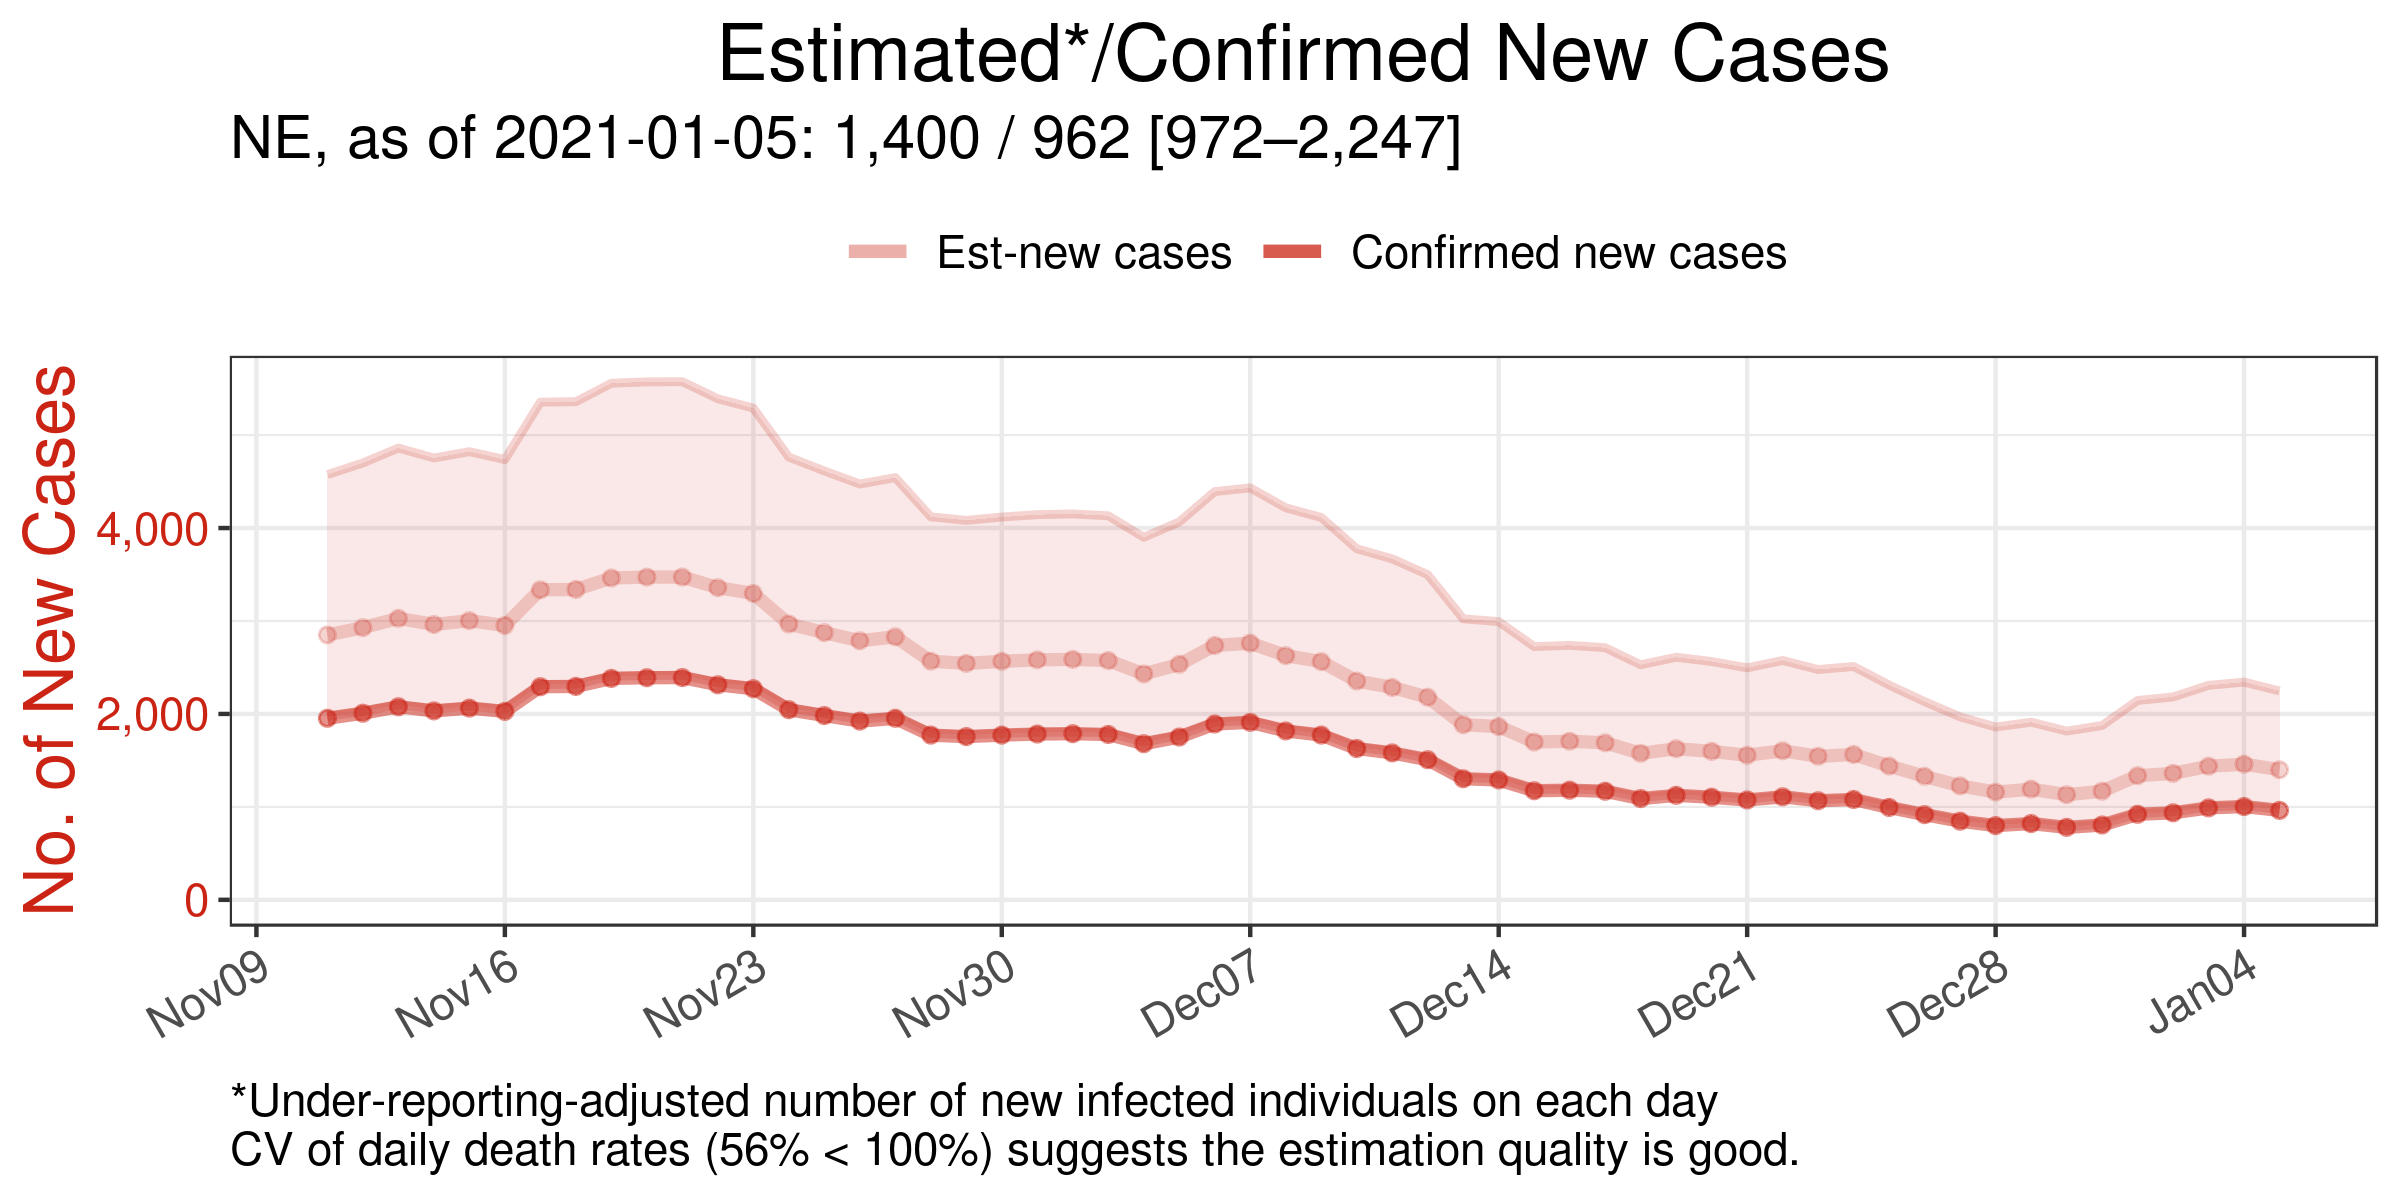 Estimated*/Confirmed New Cases
NE, as of 2021-01-05: 1,400 / 962 [972–2,247]
Est-new cases
Confirmed new cases
No. of New Cases
4,000
2,000
0
Nov09
Nov16
Nov23
Nov30
Dec07
Dec14
Dec21
Dec28
Jan04
*Under-reporting-adjusted number of new infected individuals on each day
CV of daily death rates (56% < 100%) suggests the estimation quality is good.